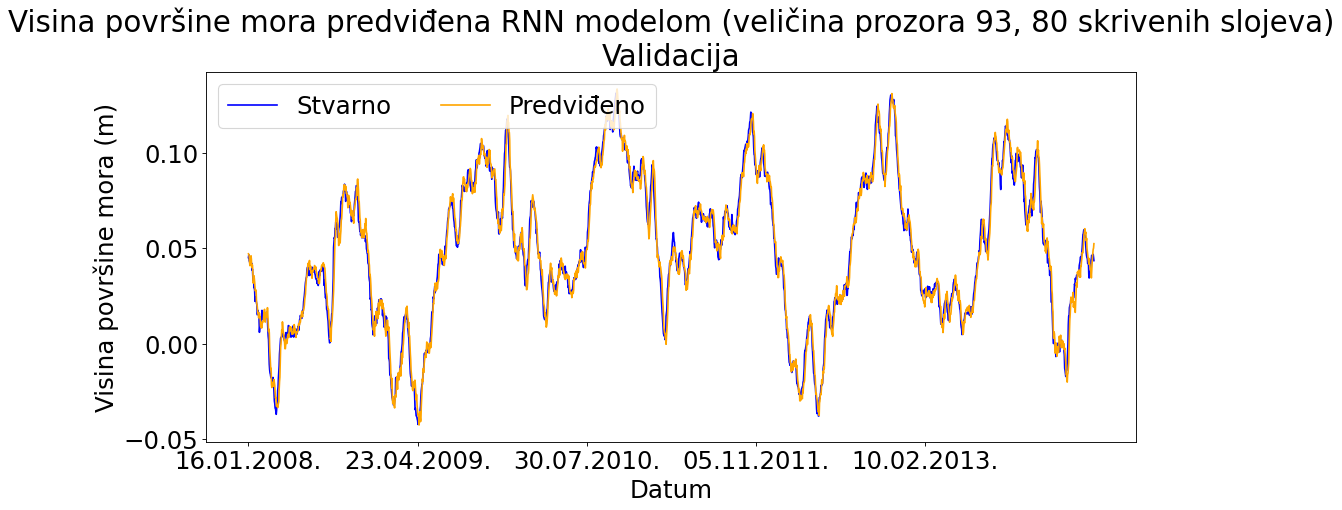 Visina površine mora predviđena RNN modelom (veličina prozora 93, 80 skrivenih slojeva)
Validacija
Stvarno
Predviđeno
Visina površine mora (m)
0.10
0.05
0.00
−0.05
16.01.2008.
23.04.2009.
30.07.2010.
05.11.2011.
10.02.2013.
Datum